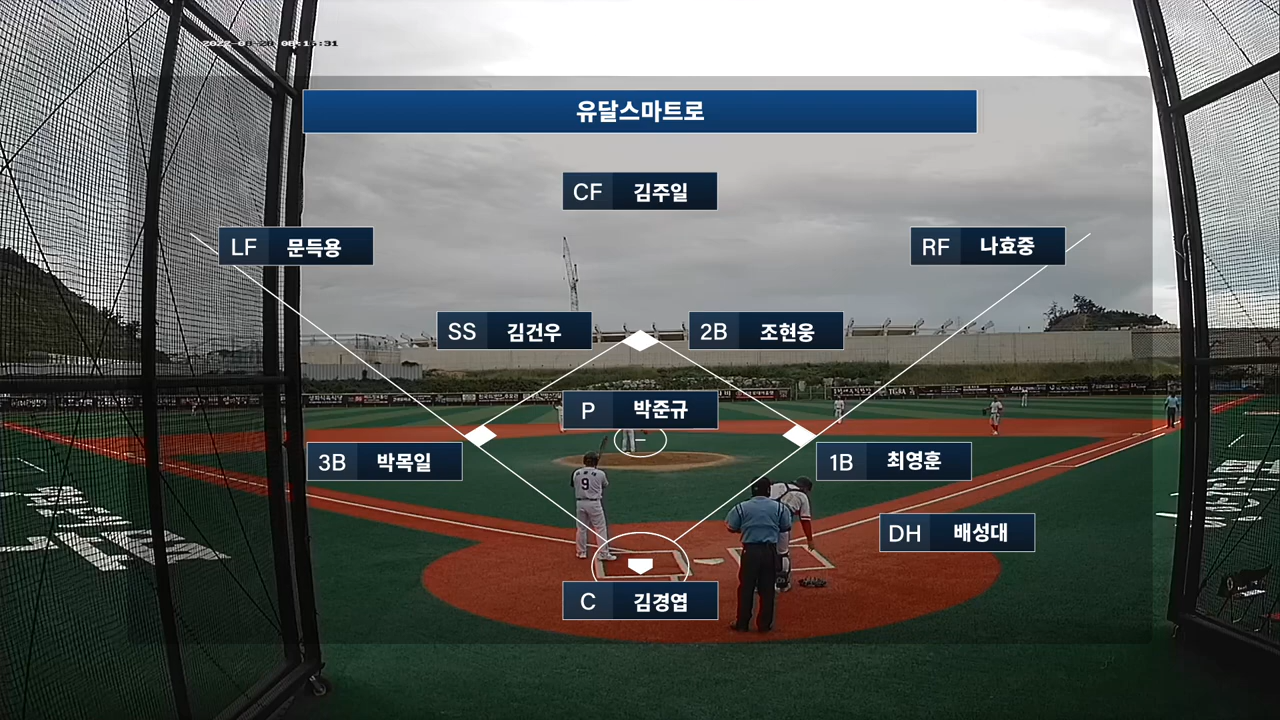 유달스마트로
CF 김주일
LF 문득용
RF 나효중
SS 김건우
2B 조현웅
P 박준규
3B 박목일
1B 최영훈
9
DH 배성대
C 김경엽